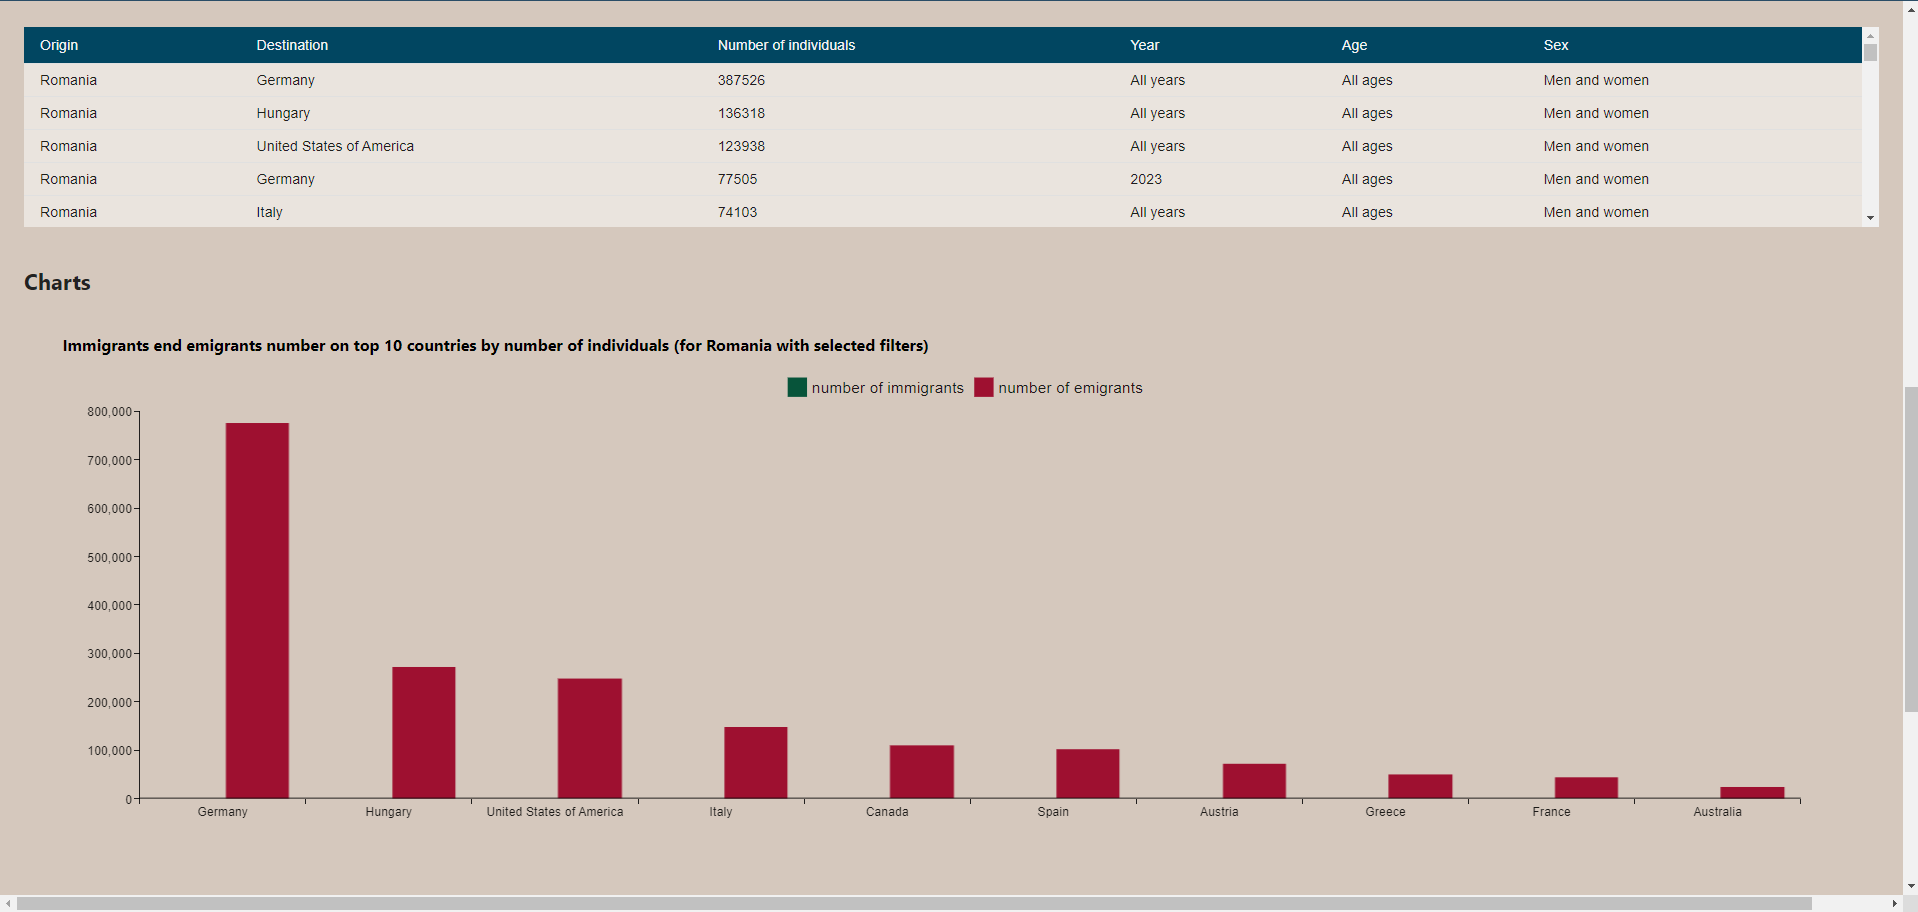 Origin Destination Number of individuals Year Age Sex
Romania Germany 387526 All years All ages Men and women
Romania Hungary 136318 All years All ages Men and women
Romania United States of America 123938 All years All ages Men and women
Romania Germany 77505 2023 All ages Men and women
Romania Italy 74103 All years All ages Men and women
Charts
Immigrants end emigrants number on top 10 countries by number of individuals (for Romania with selected filters)
number of immigrants number of emigrants
800,000
700,000
600,000
500,000
400,000
300,000
200,000
100,000
0
Germany Hungary United States of America Italy Canada Spain Austria Greece France Australia